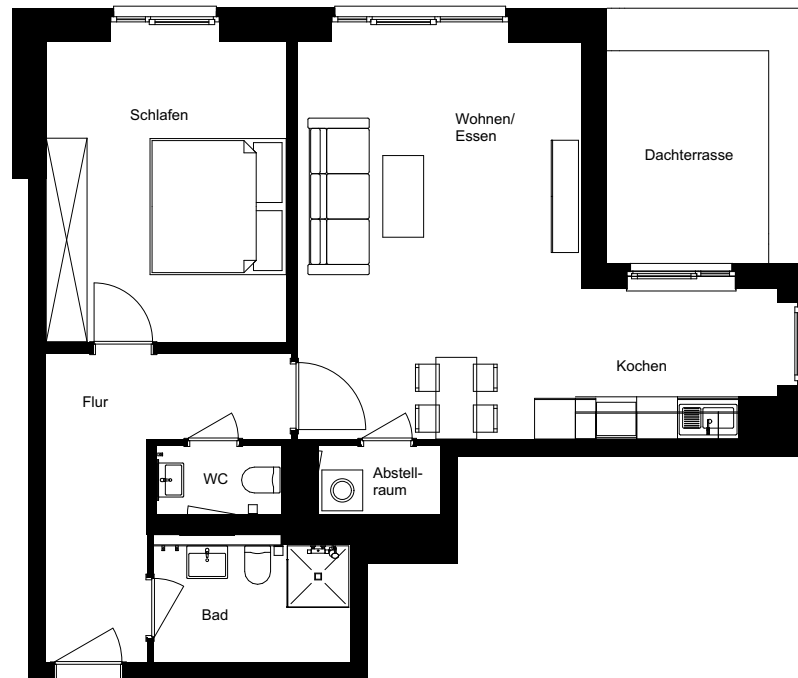 Schlafen
Wohnen/
Essen
Dachterrasse
Kochen
Flur
WC
Abstell-
raum
Bad